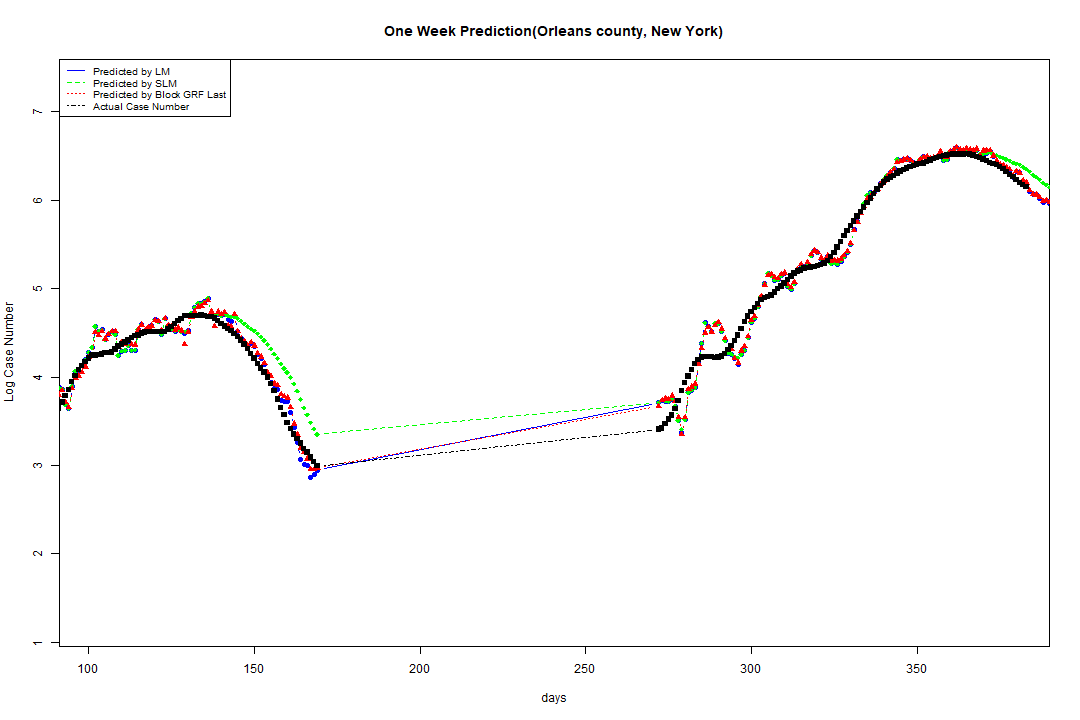 One Week Prediction(Orleans county, New York)
Predicted by LM
Predicted by SLM
Predicted by Block GRF Last
Actual Case Number
7
6
5
4
3
2
1
Log Case Number
100 150 200 250 300 350
days